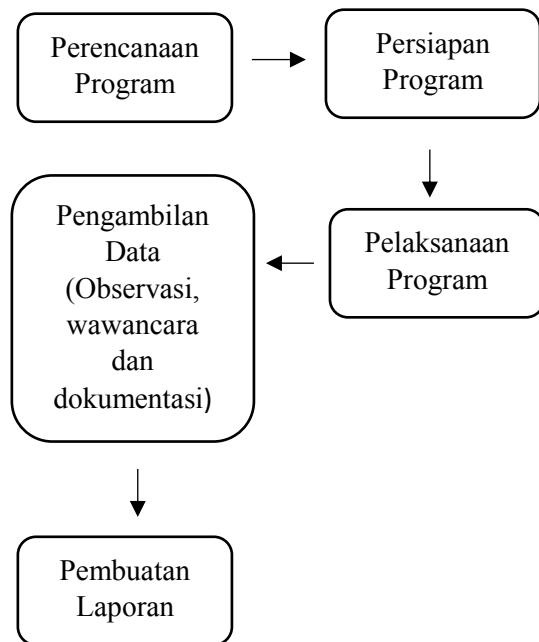 Perencanaan
Program
Persiapan
Program
Pelaksanaan
Program
Pengambilan
Data
(Observasi,
wawancara
dan
dokumentasi)
Pembuatan
Laporan